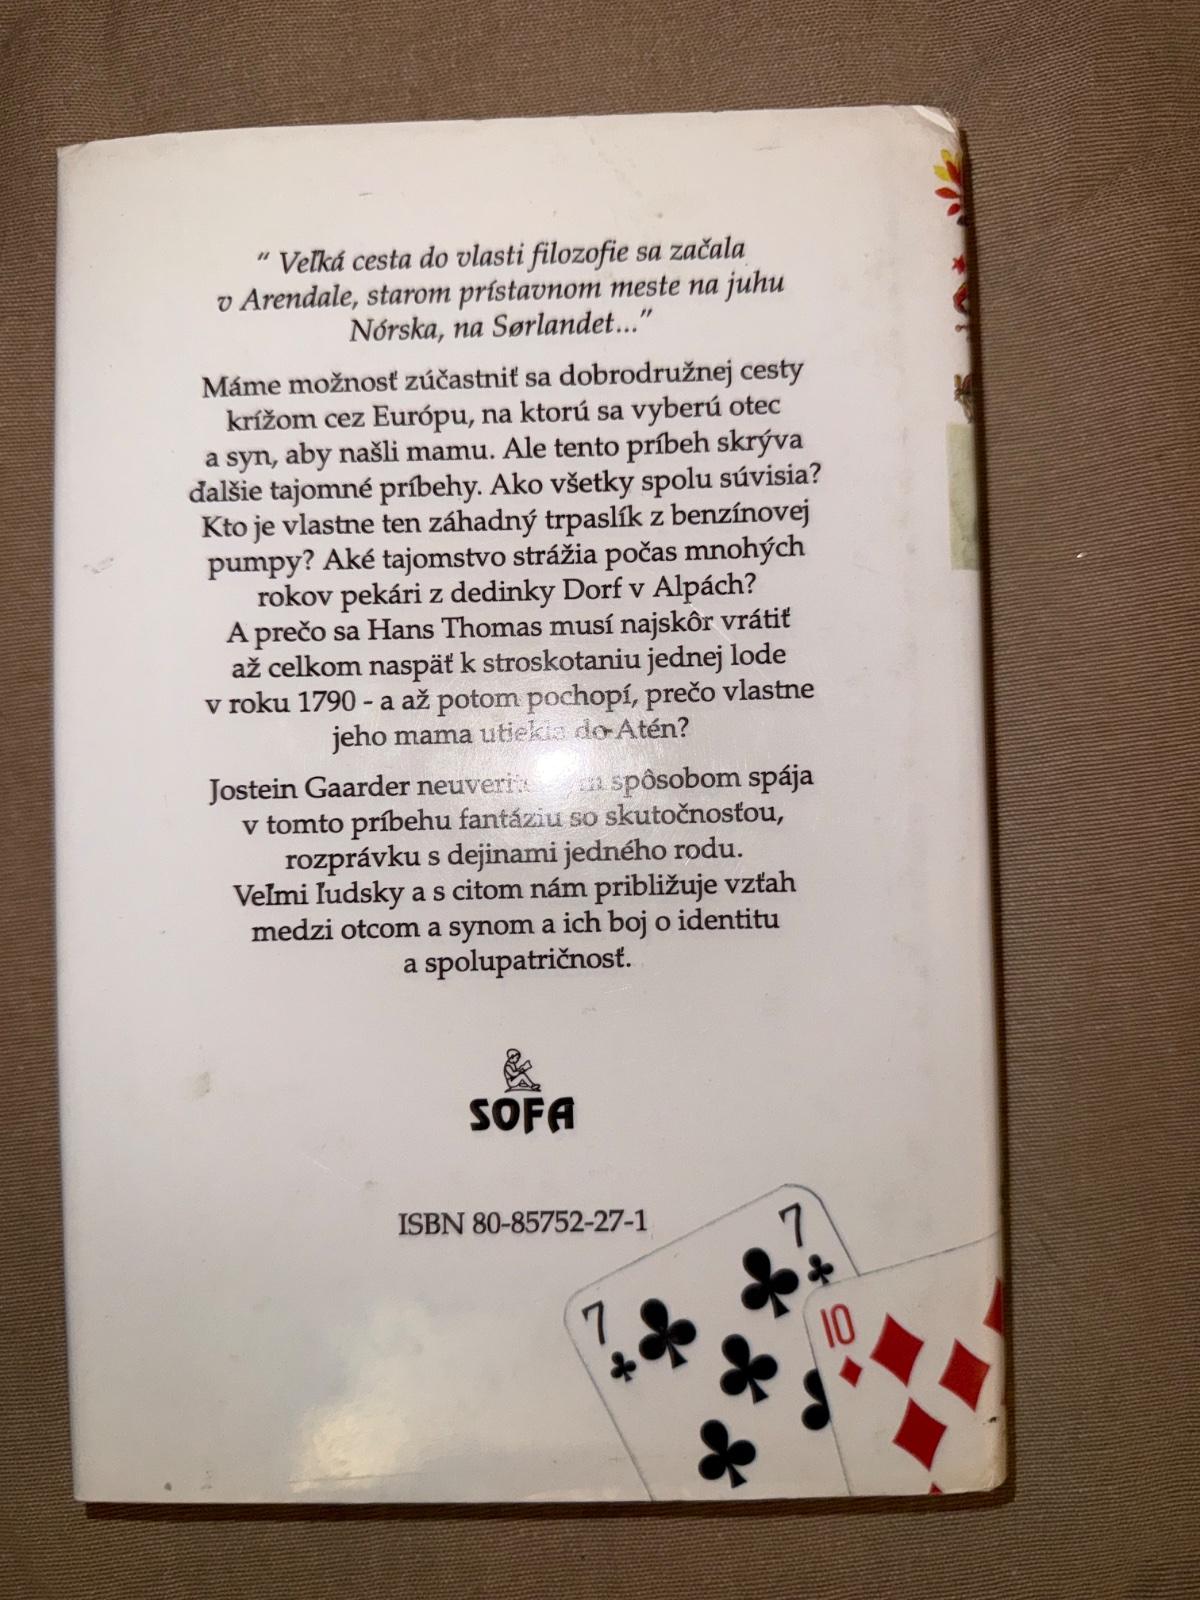 “ Veľká cesta do vlasti filozofie sa začala
v Arendale, starom prístavnom meste na juhu
Nórska, na Sørlandet...”
Máme možnosť zúčastniť sa dobrodružnej cesty
krížom cez Európu, na ktorú sa vyberú otec
a syn, aby našli mamu. Ale tento príbeh skrýva
ďalšie tajomné príbehy. Ako všetky spolu súvisia?
Kto je vlastne ten záhadný trpaslík z benzínovej
pumpy? Aké tajomstvo strážia počas mnohých
rokov pekári z dedinky Dorf v Alpách?
A prečo sa Hans Thomas musí najskôr vrátiť
až celkom naspäť k stroskotaniu jednej lode
v roku 1790 - a až potom pochopí, prečo vlastne
jeho mama utiekla do Atén?
Jostein Gaarder spôsobom spája
v tomto príbehu fantáziu so skutočnosťou,
rozprávku s dejinami jedného rodu.
Veľmi ľudsky a s citom nám približuje vzťah
medzi otcom a synom a ich boj o identitu
a spolupatričnosť.
SOFA
ISBN 80-85752-27-1
7
7
10